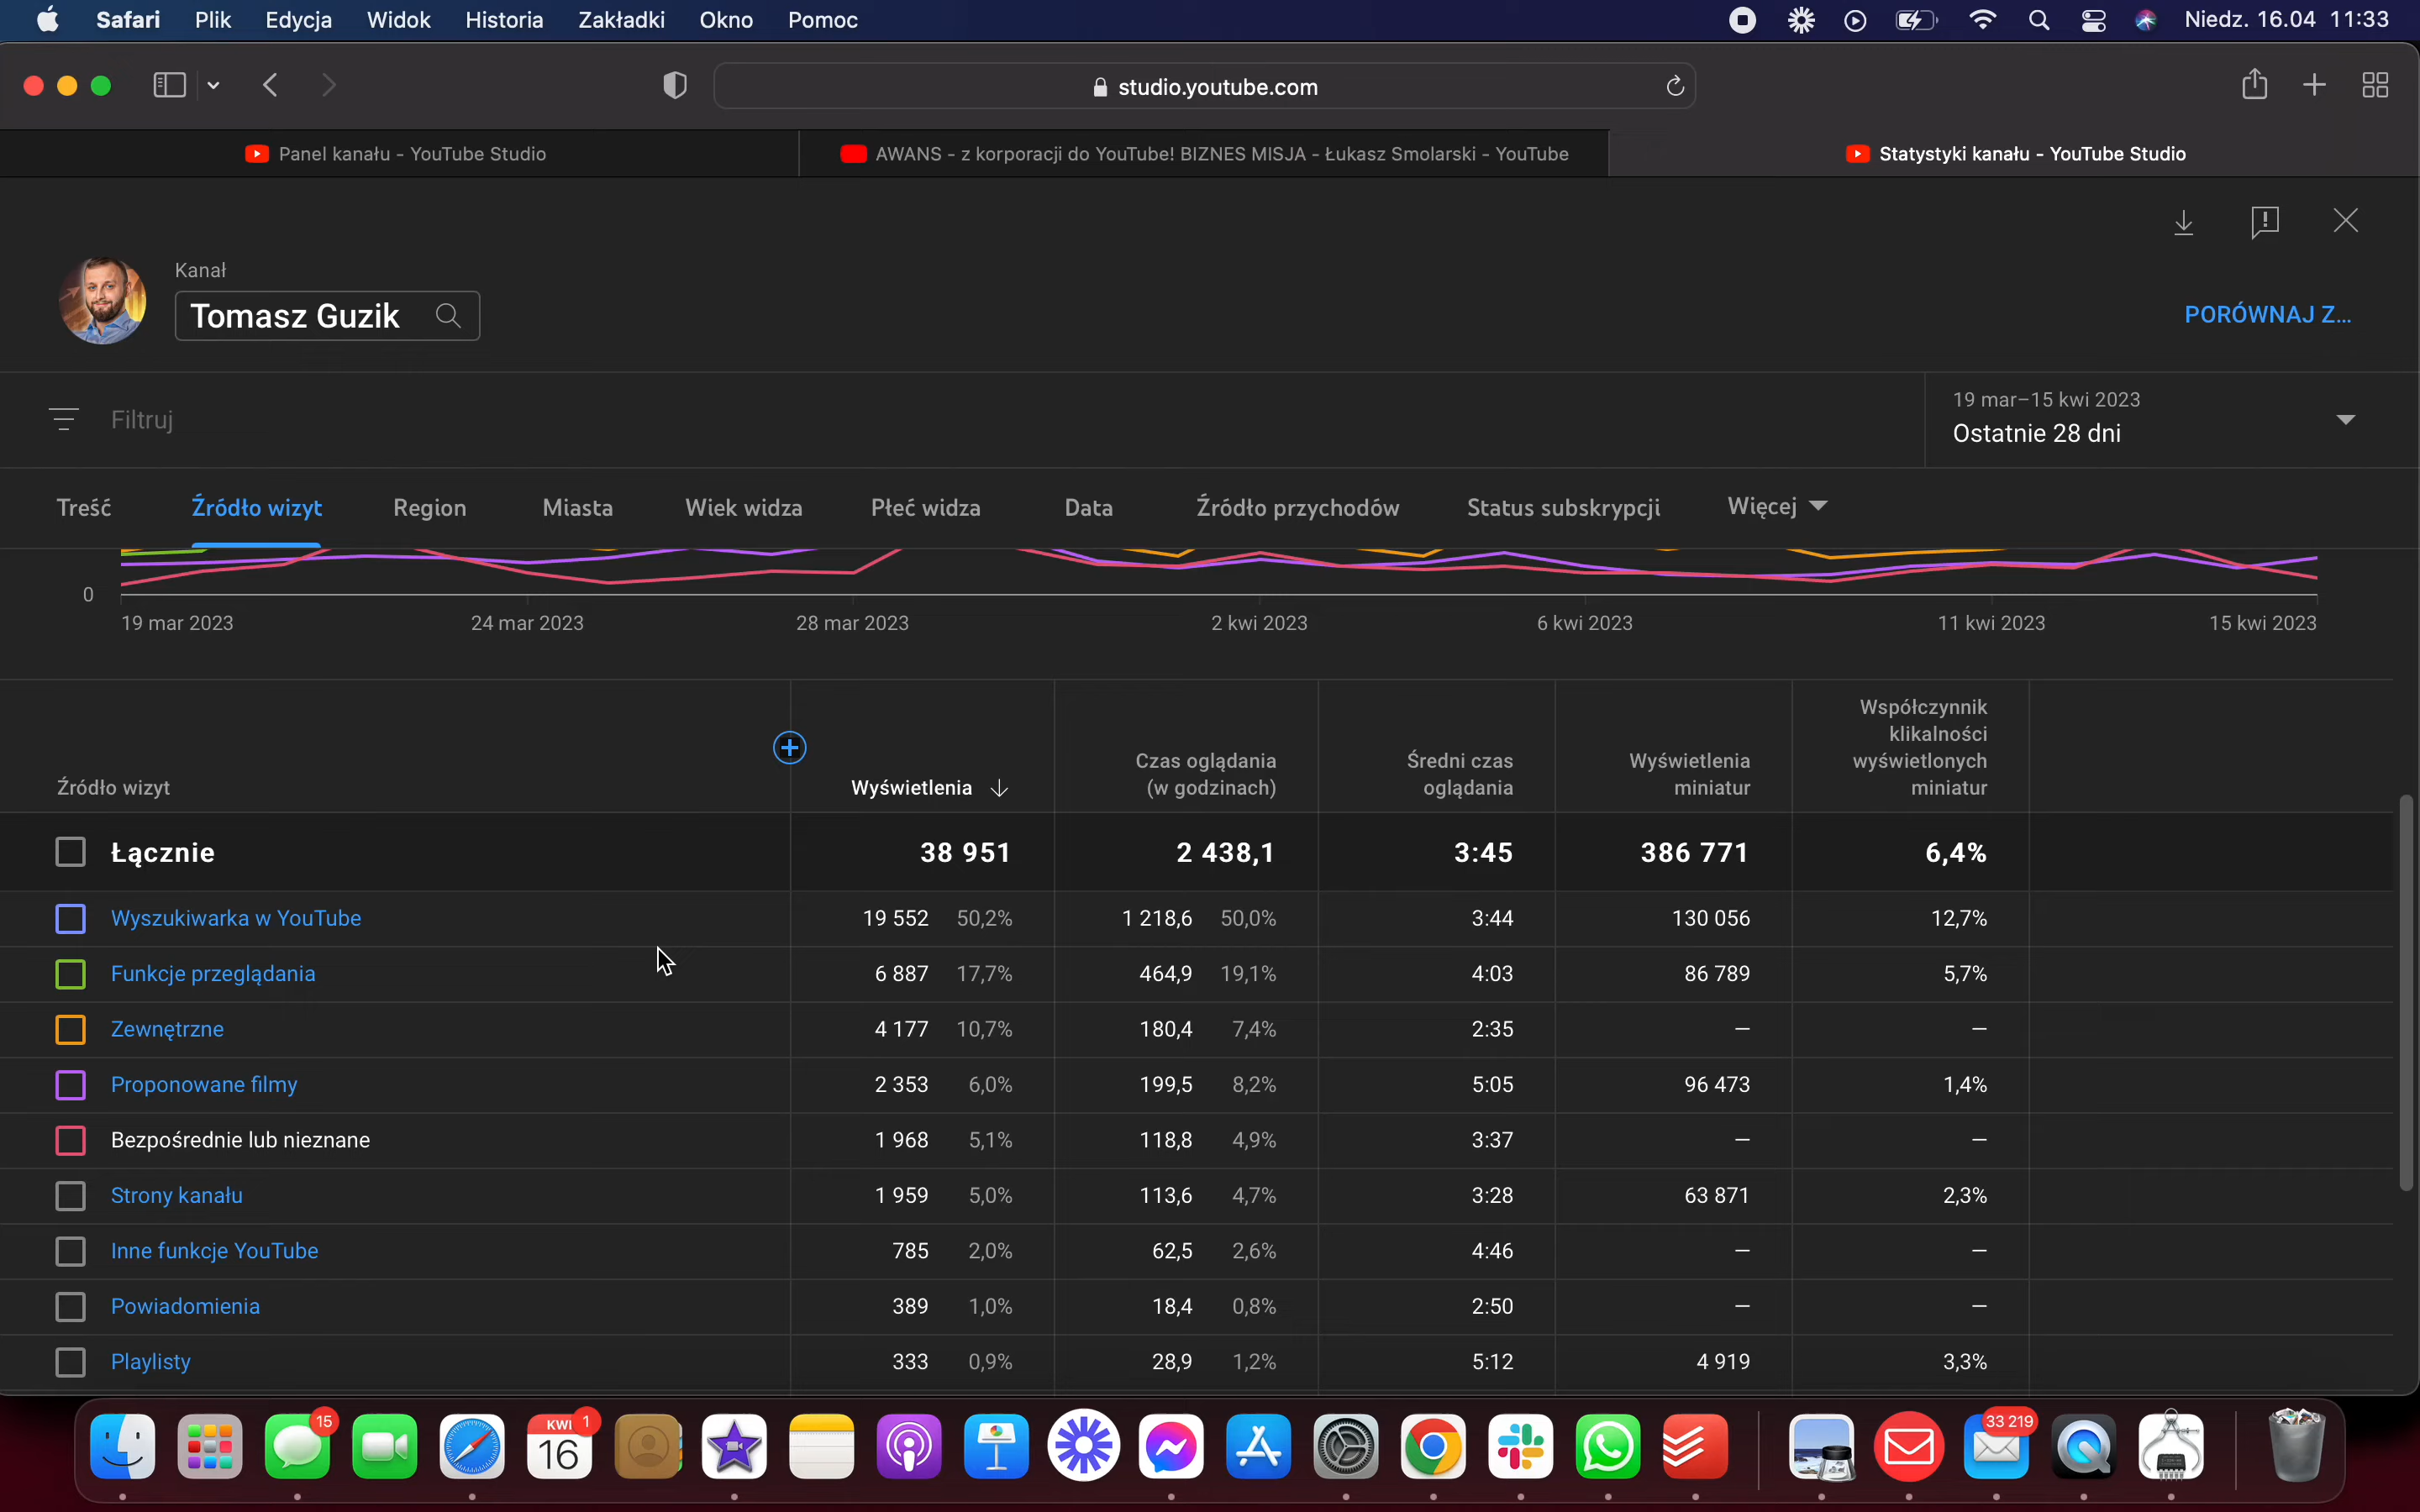 Safari Plik Edycja Widok Historia Zakładki Okno Pomoc Niedz. 16.04 11:33
studio.youtube.com
Panel kanału - YouTube Studio
AWANS - z korporacji do YouTube! BIZNES MISJA - Łukasz Smolarski - YouTube
Statystyki kanału - YouTube Studio
Kanał
Tomasz Guzik
PORÓWNAJ Z...
Filtruj
19 mar–15 kwi 2023
Ostatnie 28 dni
Treść Źródło wizyt Region Miasta Wiek widza Płeć widza Data Źródło przychodów Status subskrypcji Więcej
0
19 mar 2023 24 mar 2023 28 mar 2023 2 kwi 2023 6 kwi 2023 11 kwi 2023 15 kwi 2023
Źródło wizyt
Wyświetlenia
Czas oglądania
(w godzinach)
Średni czas
oglądania
Wyświetlenia
miniatur
Współczynnik
klikalności
wyświetlonych
miniatur
Łącznie 38 951 2 438,1 3:45 386 771 6,4%
Wyszukiwarka w YouTube 19 552 50,2% 1 218,6 50,0% 3:44 130 056 12,7%
Funkcje przeglądania 6 887 17,7% 464,9 19,1% 4:03 86 789 5,7%
Zewnętrzne 4 177 10,7% 180,4 7,4% 2:35 — —
Proponowane filmy 2 353 6,0% 199,5 8,2% 5:05 96 473 1,4%
Bezpośrednie lub nieznane 1 968 5,1% 118,8 4,9% 3:37 — —
Strony kanału 1 959 5,0% 113,6 4,7% 3:28 63 871 2,3%
Inne funkcje YouTube 785 2,0% 62,5 2,6% 4:46 — —
Powiadomienia 389 1,0% 18,4 0,8% 2:50 — —
Playlisty 333 0,9% 28,9 1,2% 5:12 4 919 3,3%
15
KWI 1
16
33 219